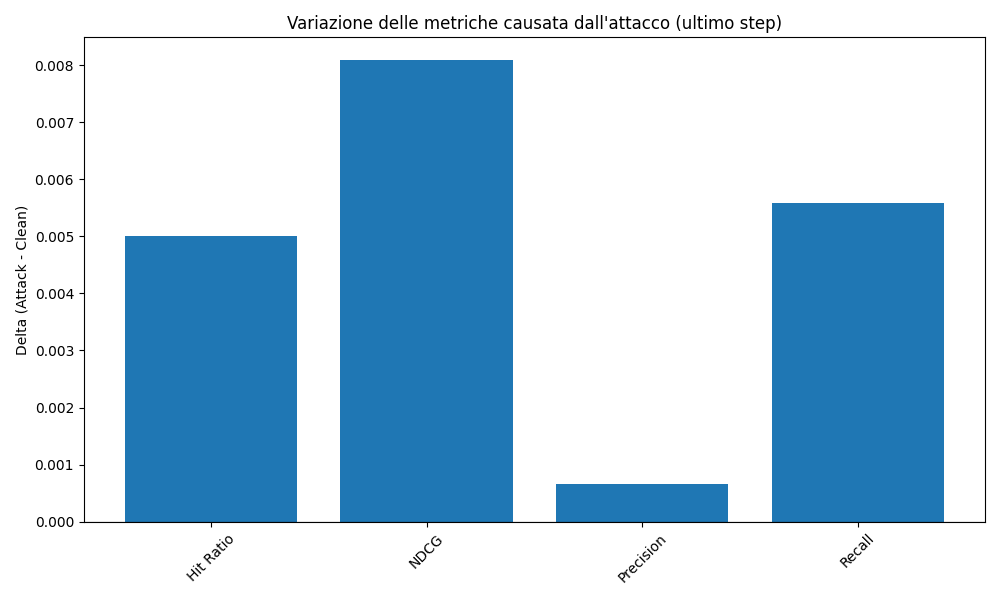 Variazione delle metriche causata dall'attacco (ultimo step)
Delta (Attack - Clean)
0.008
0.007
0.006
0.005
0.004
0.003
0.002
0.001
0.000
Hit Ratio
NDCG
Precision
Recall